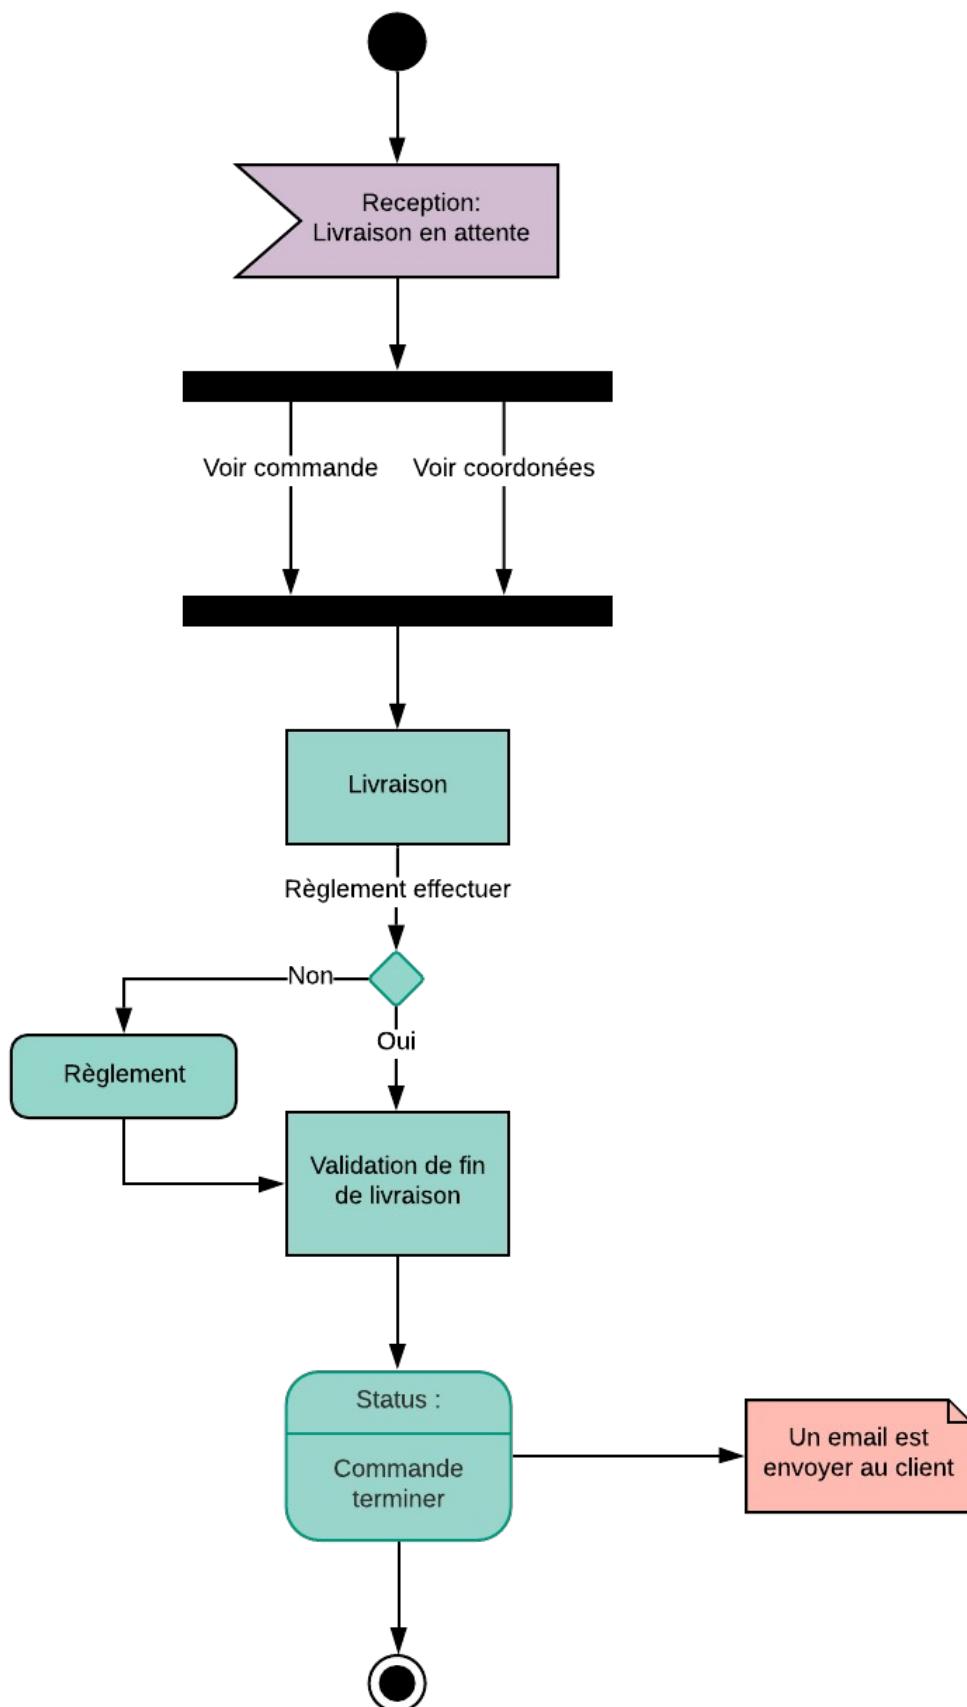 Reception:
Livraison en attente
Voir commande
Voir coordonées
Livraison
Règlement effectuer
Non
Oui
Règlement
Validation de fin
de livraison
Status :
Commande
terminer
Un email est
envoyer au client